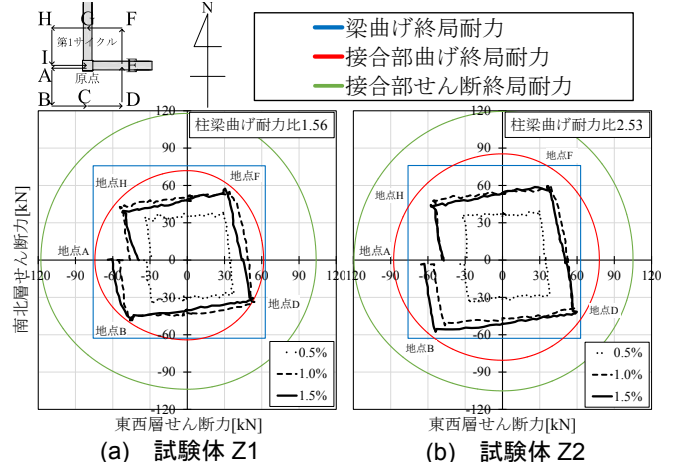 H G F
第1サイクル
I
A 原点 E
B C D
N
梁曲げ終局耐力
接合部曲げ終局耐力
接合部せん断終局耐力
南北層せん断力[kN]
120
90
60
30
0
-30
-60
-90
-120
-120 -90 -60 -30 0 30 60 90 120
柱梁曲げ耐力比1.56
地点H
地点F
地点A
地点D
地点B
0.5%
1.0%
1.5%
東西層せん断力[kN]
(a) 試験体 Z1
120
90
60
30
0
-30
-60
-90
-120
-120 -90 -60 -30 0 30 60 90 120
柱梁曲げ耐力比2.53
地点F
地点H
地点A
地点D
地点B
0.5%
1.0%
1.5%
東西層せん断力[kN]
(b) 試験体 Z2